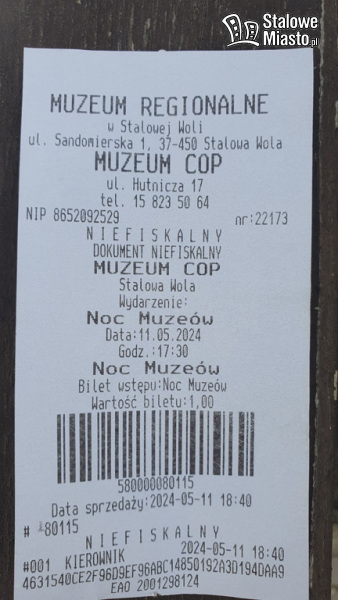 Stalowe
Miasto.pl
MUZEUM REGIONALNE
w Stalowej Woli
ul. Sandomierska 1, 37-450 Stalowa Wola
MUZEUM COP
ul. Hutnicza 17
tel. 15 823 50 64
NIP 8652092529 nr:22173
NIEFISKALNY
DOKUMENT NIEFISKALNY
MUZEUM COP
Stalowa Wola
Wydarzenie:
Noc Muzeów
Data:11.05.2024
Godz.:17:30
Noc Muzeów
Bilet wstępu:Noc Muzeów
Wartość biletu:1,00
580000080115
Data sprzedaży:2024-05-11 18:40
# 180115
NIEFISKALNY
#001 KIEROWNIK 2024-05-11 18:40
4631540CE2F96D9EF96ABC14850192A3D194DAA9
EAO 2001298124